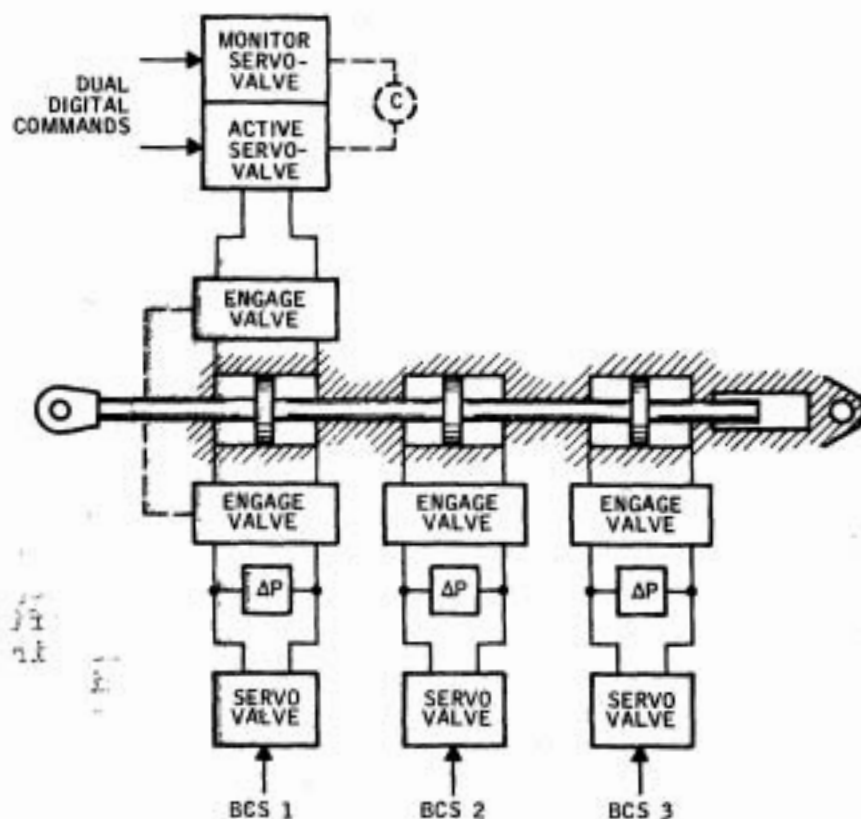 MONITOR
SERVO-
VALVE
DUAL
DIGITAL
COMMANDS
C
ACTIVE
SERVO-
VALVE
ENGAGE
VALVE
ENGAGE
VALVE
ENGAGE
VALVE
ENGAGE
VALVE
ΔP
ΔP
ΔP
SERVO
VALVE
SERVO
VALVE
SERVO
VALVE
BCS 1
BCS 2
BCS 3